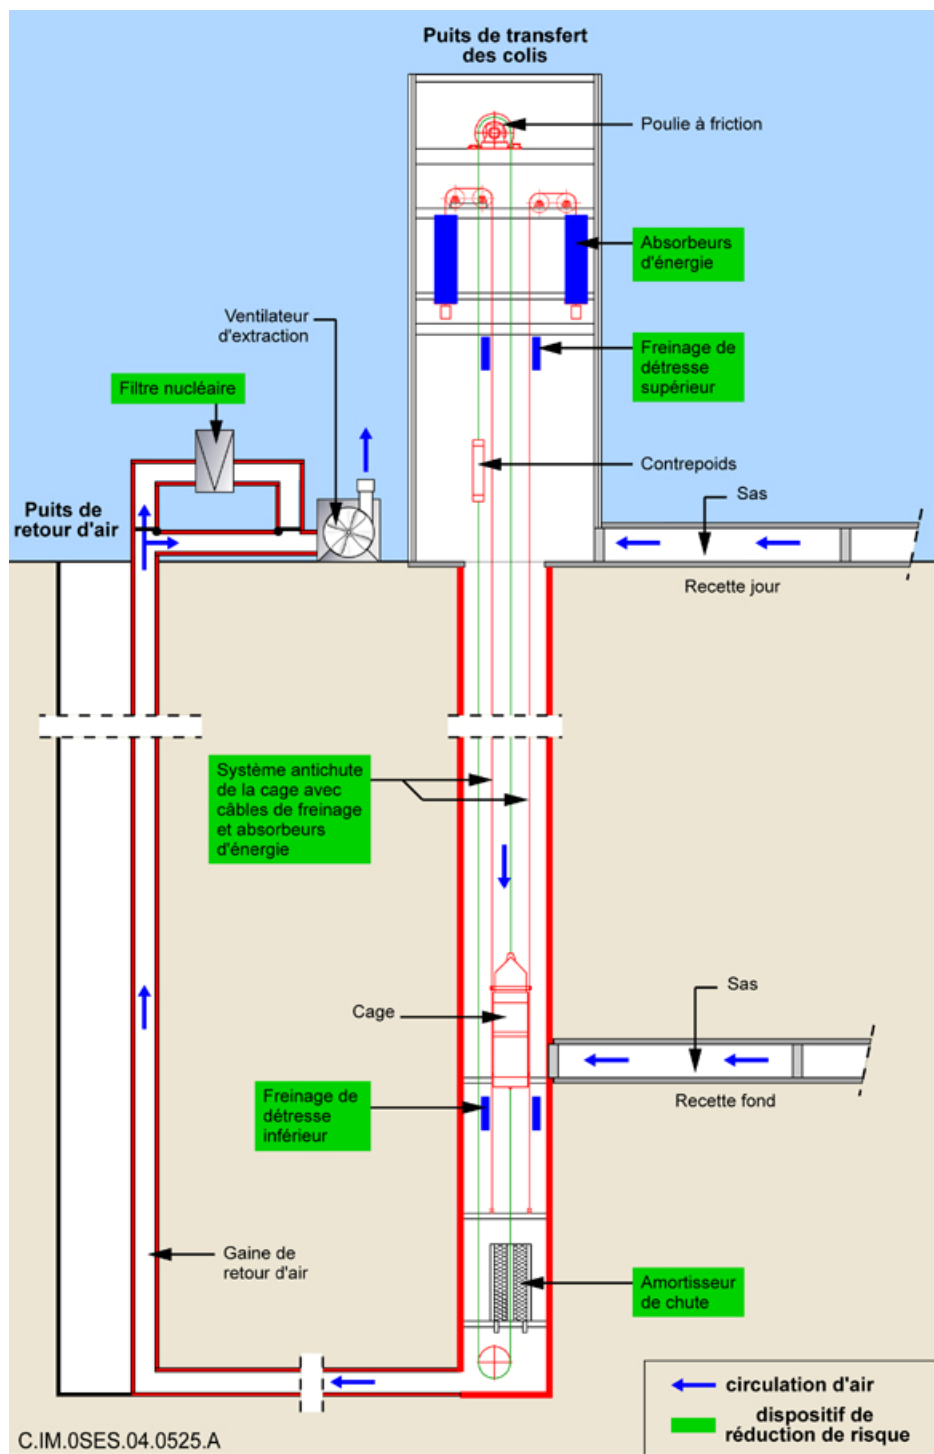 Puits de transfert
des colis
Poulie à friction
Absorbeurs
d'énergie
Ventilateur
d'extraction
Freinage de
détresse
supérieur
Filtre nucléaire
Contrepoids
Sas
Puits de
retour d'air
Recette jour
Système antichute
de la cage avec
câbles de freinage
et absorbeurs
d'énergie
Sas
Cage
Freinage de
détresse
inférieur
Recette fond
Gaine de
retour d'air
Amortisseur
de chute
circulation d'air
dispositif de
réduction de risque
C.IM.0SES.04.0525.A